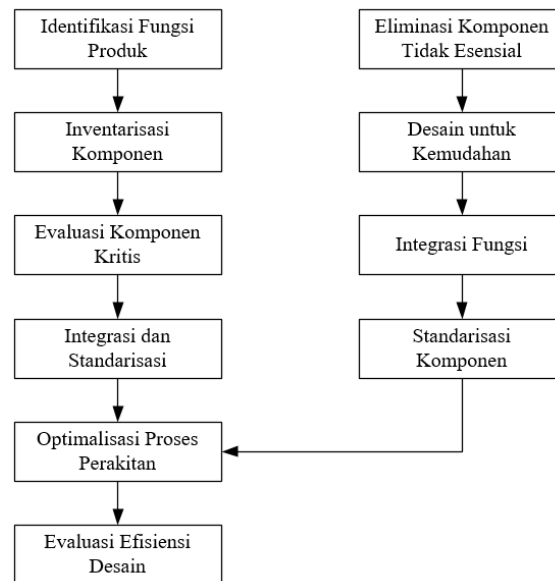 Identifikasi Fungsi
Produk
Inventarisasi
Komponen
Evaluasi Komponen
Kritis
Integrasi dan
Standarisasi
Optimalisasi Proses
Perakitan
Evaluasi Efisiensi
Desain
Eliminasi Komponen
Tidak Esensial
Desain untuk
Kemudahan
Integrasi Fungsi
Standarisasi
Komponen